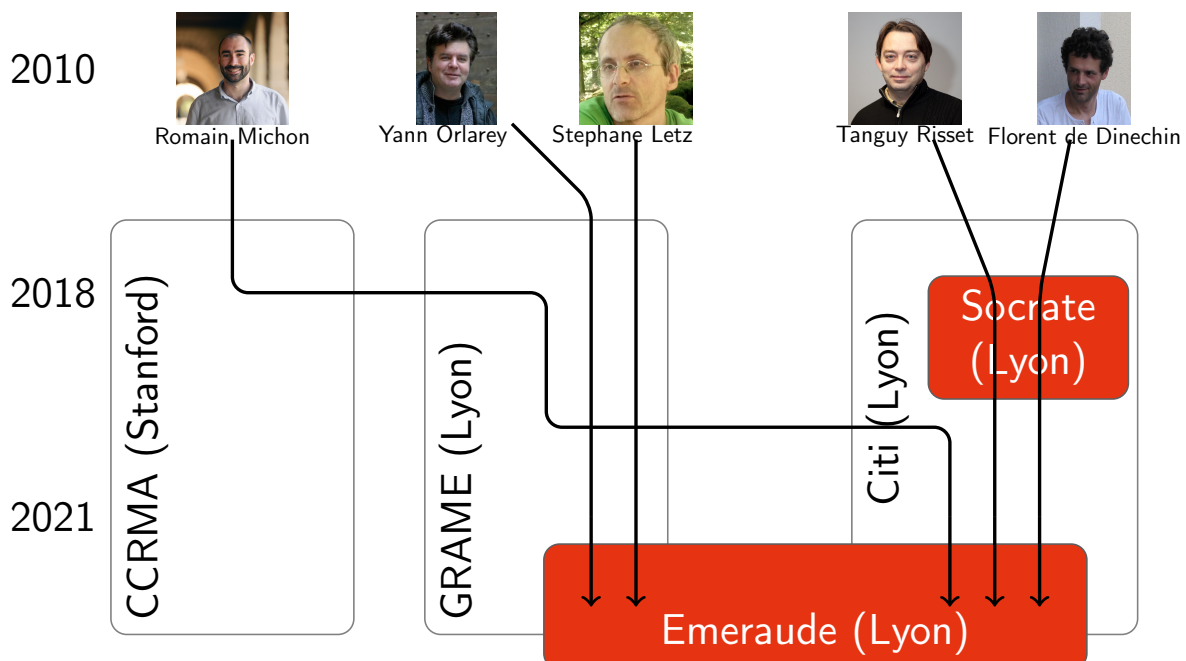 2010
Romain Michon
Yann Orlarey
Stephane Letz
Tanguy Risset
Florent de Dinechin
2018
2021
CCRMA (Stanford)
GRAME (Lyon)
Citi (Lyon)
Socrate
(Lyon)
Emeraude (Lyon)